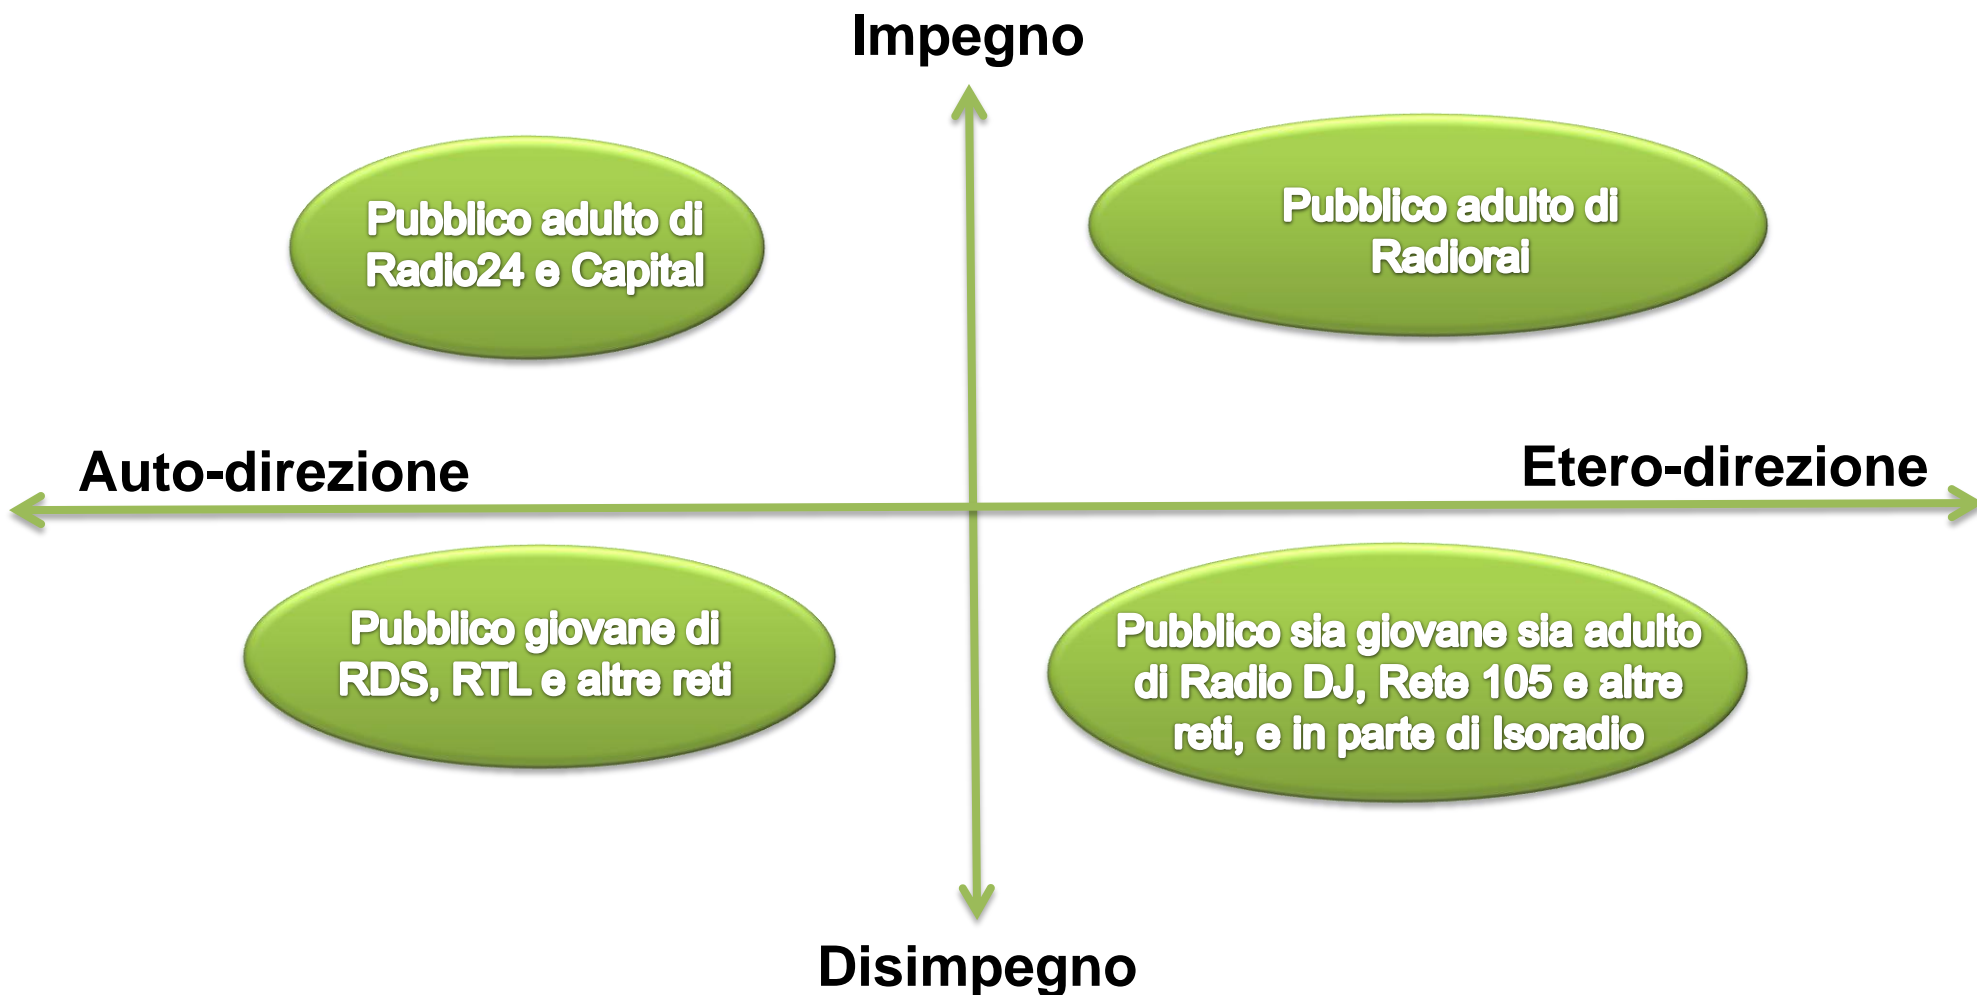 Impegno
Pubblico adulto di
Radio24 e Capital
Pubblico adulto di
Radiorai
Auto-direzione
Etero-direzione
Pubblico giovane di
RDS, RTL e altre reti
Pubblico sia giovane sia adulto
di Radio DJ, Rete 105 e altre
reti, e in parte di Isoradio
Disimpegno